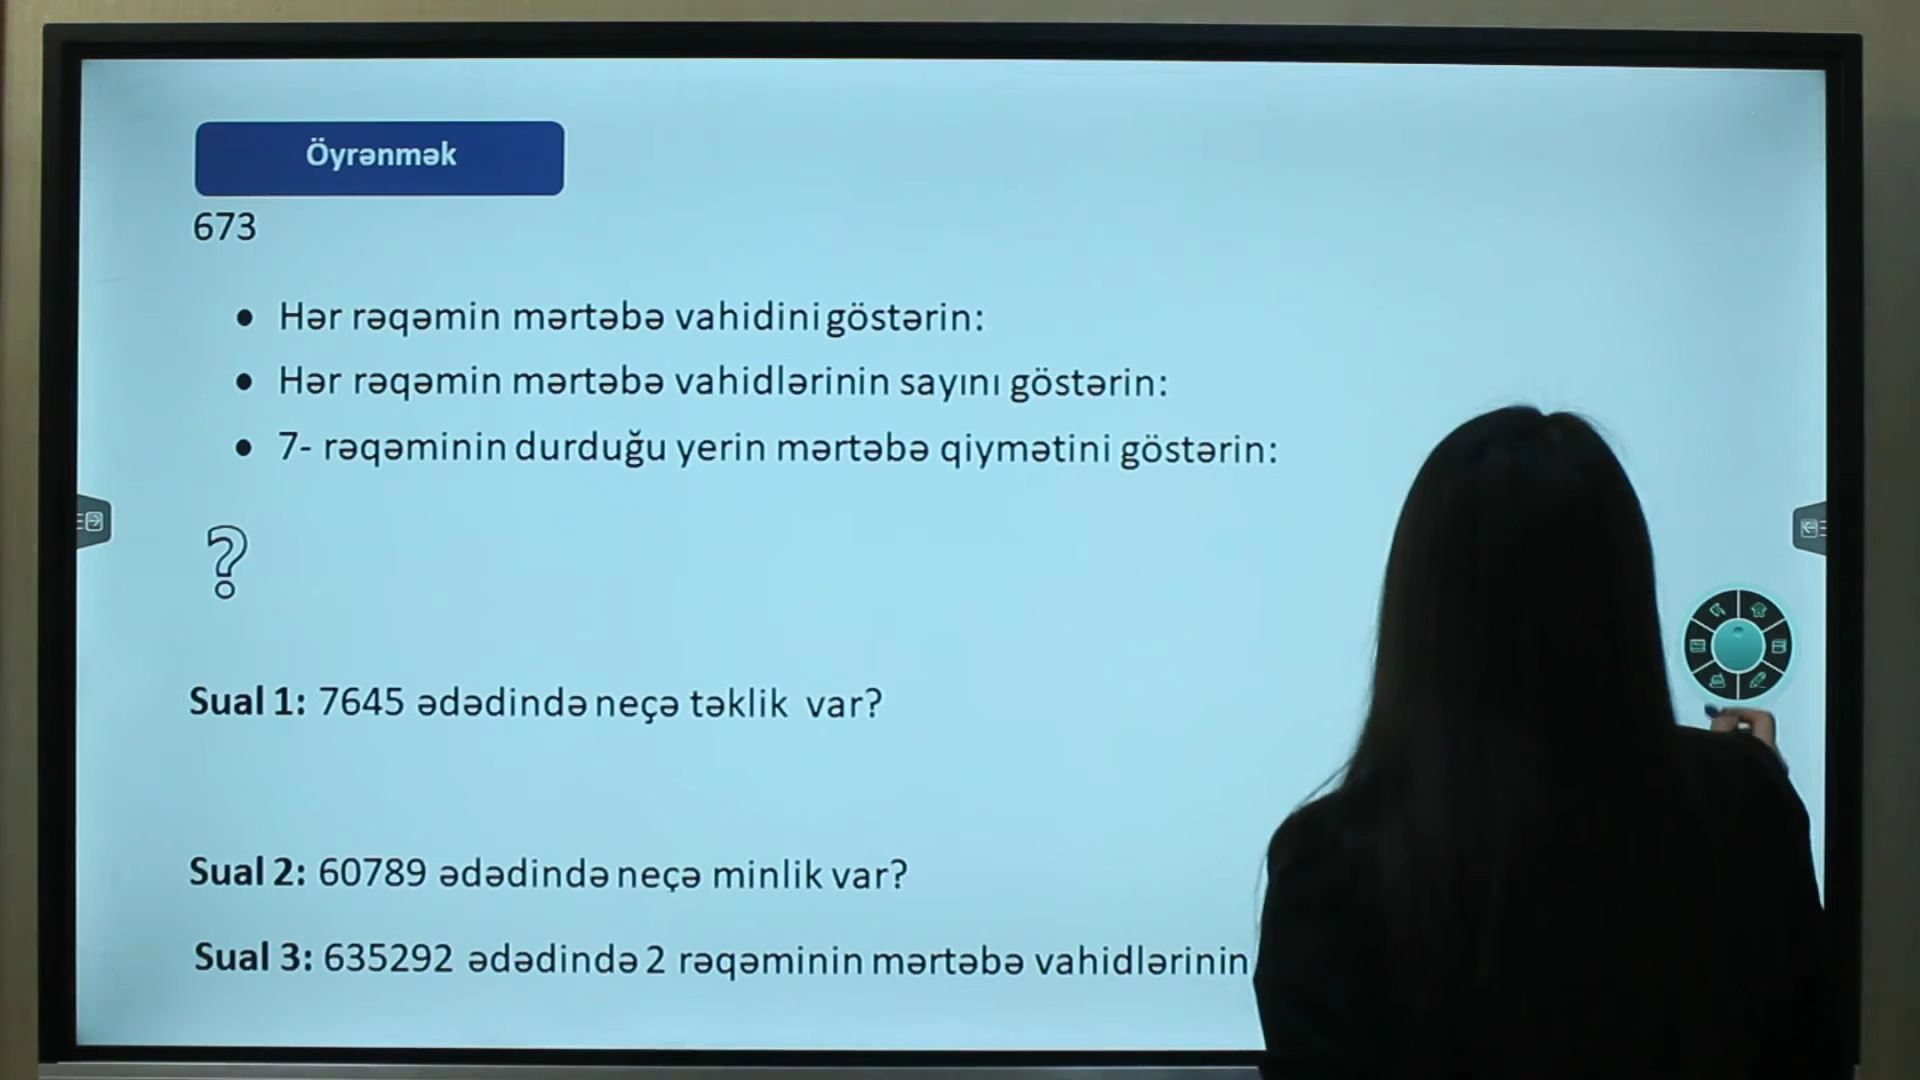 Öyrənmək
673
• Hər rəqəmin mərtəbə vahidini göstərin:
• Hər rəqəmin mərtəbə vahidlərinin sayını göstərin:
• 7- rəqəminin durduğu yerin mərtəbə qiymətini göstərin:
?
Sual 1: 7645 ədədində neçə təklik var?
Sual 2: 60789 ədədində neçə minlik var?
Sual 3: 635292 ədədində 2 rəqəminin mərtəbə vahidlərinin